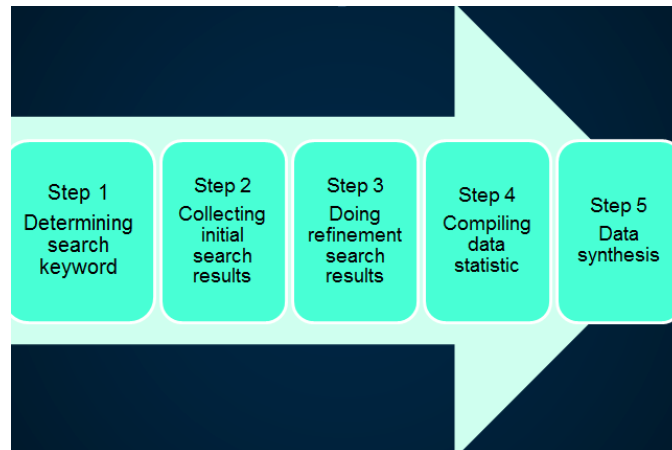 Step 1
Determining
search
keyword
Step 2
Collecting
initial
search
results
Step 3
Doing
refinement
search
results
Step 4
Compiling
data
statistic
Step 5
Data
synthesis